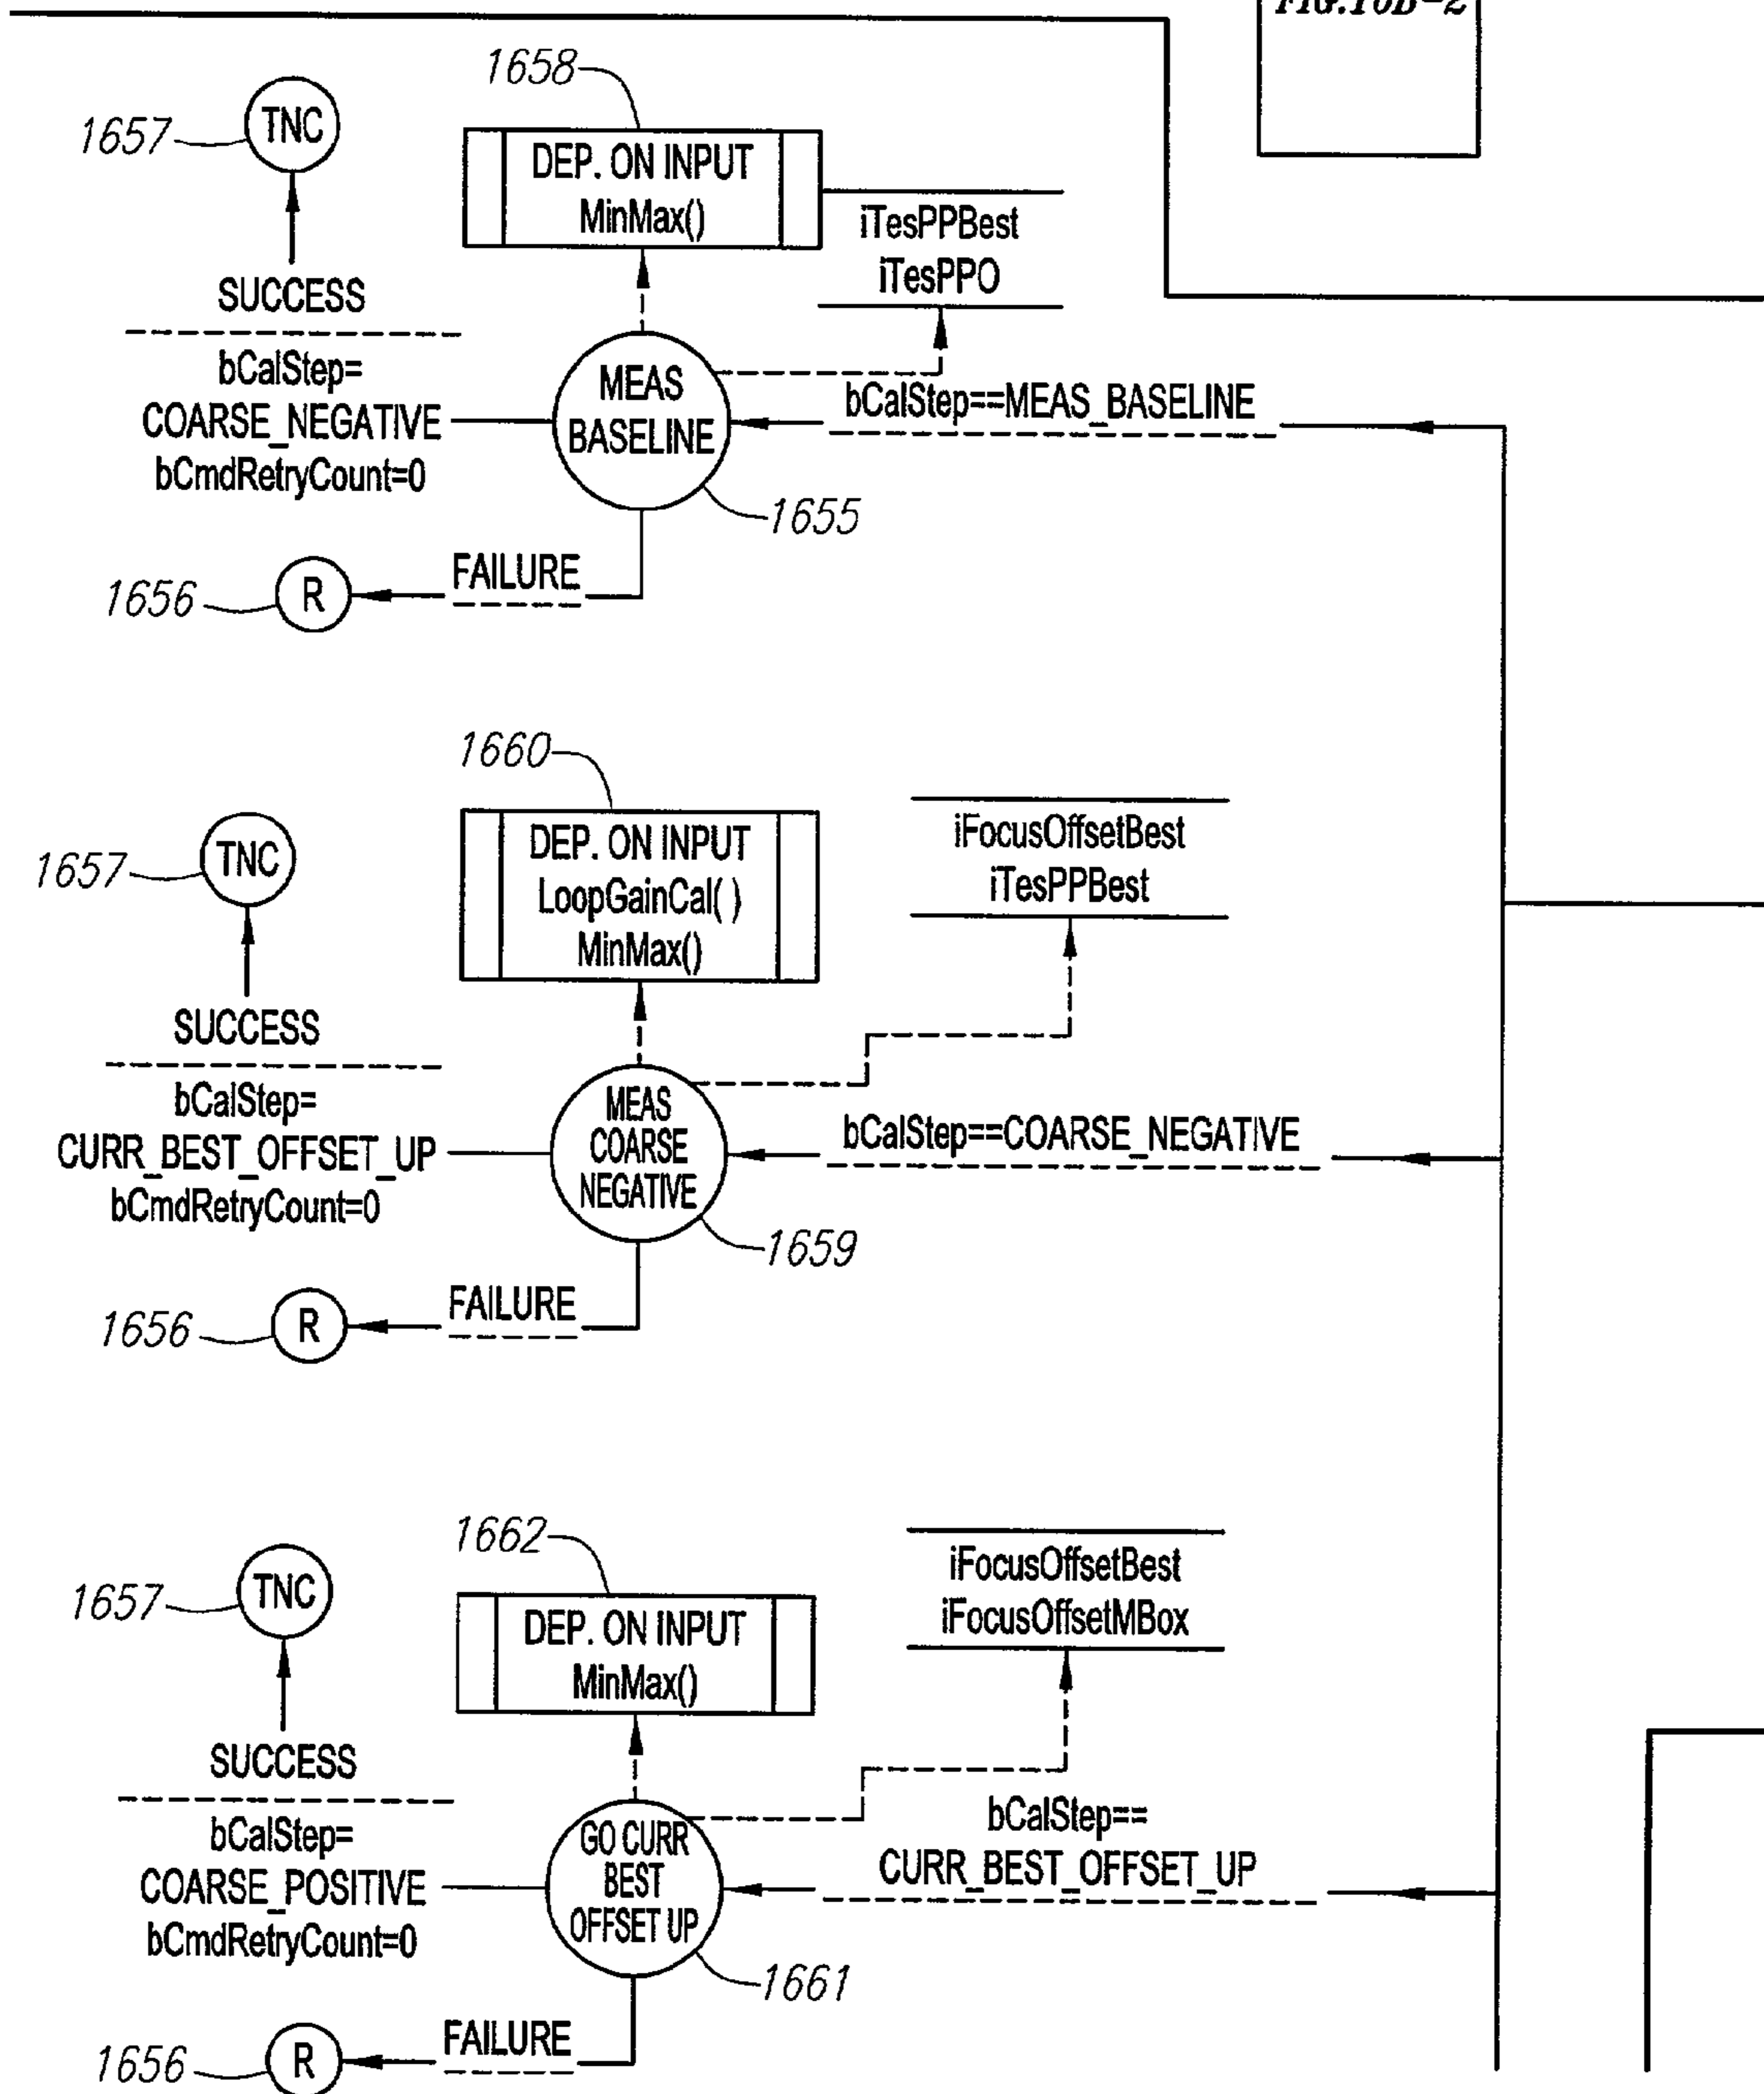 FIG.16B-2
1658
1657
TNC
DEP. ON INPUT
MinMax()
iTesPPBest
iTesPPO
SUCCESS
bCalStep=
COARSE_NEGATIVE
bCmdRetryCount=0
MEAS
BASELINE
bCalStep==MEAS_BASELINE
1655
FAILURE
1656
R
1660
1657
TNC
DEP. ON INPUT
LoopGainCal( )
MinMax()
iFocusOffsetBest
iTesPPBest
SUCCESS
bCalStep=
CURR_BEST_OFFSET_UP
bCmdRetryCount=0
MEAS
COARSE
NEGATIVE
bCalStep==COARSE_NEGATIVE
1659
FAILURE
1656
R
1662
1657
TNC
DEP. ON INPUT
MinMax()
iFocusOffsetBest
iFocusOffsetMBox
SUCCESS
bCalStep=
COARSE_POSITIVE
bCmdRetryCount=0
GO CURR
BEST
OFFSET UP
bCalStep==
CURR_BEST_OFFSET_UP
1661
FAILURE
1656
R